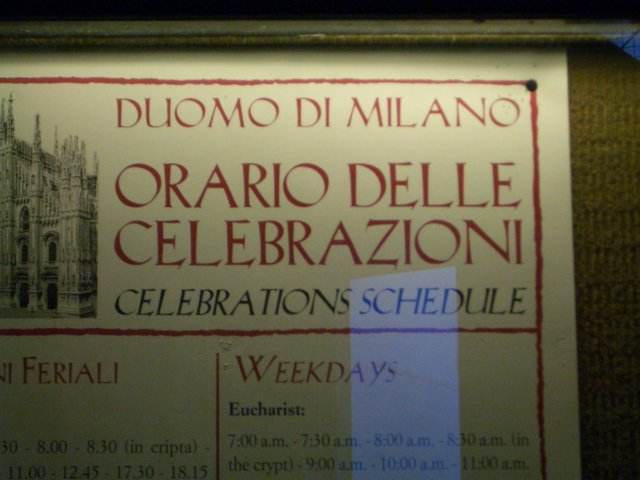 DUOMO DI MILANO
ORARIO DELLE
CELEBRAZIONI
CELEBRATIONS SCHEDULE
NI FERIALI
30 - 8.00 - 8.30 (in cripta) -
- 11.00 - 12.45 - 17.30 - 18.15
WEEKDAYS
Eucharist:
7:00 a.m. - 7:30 a.m. - 8:00 a.m. - 8:30 a.m. (in
the crypt) - 9:00 a.m. - 10:00 a.m. - 11:00 a.m.